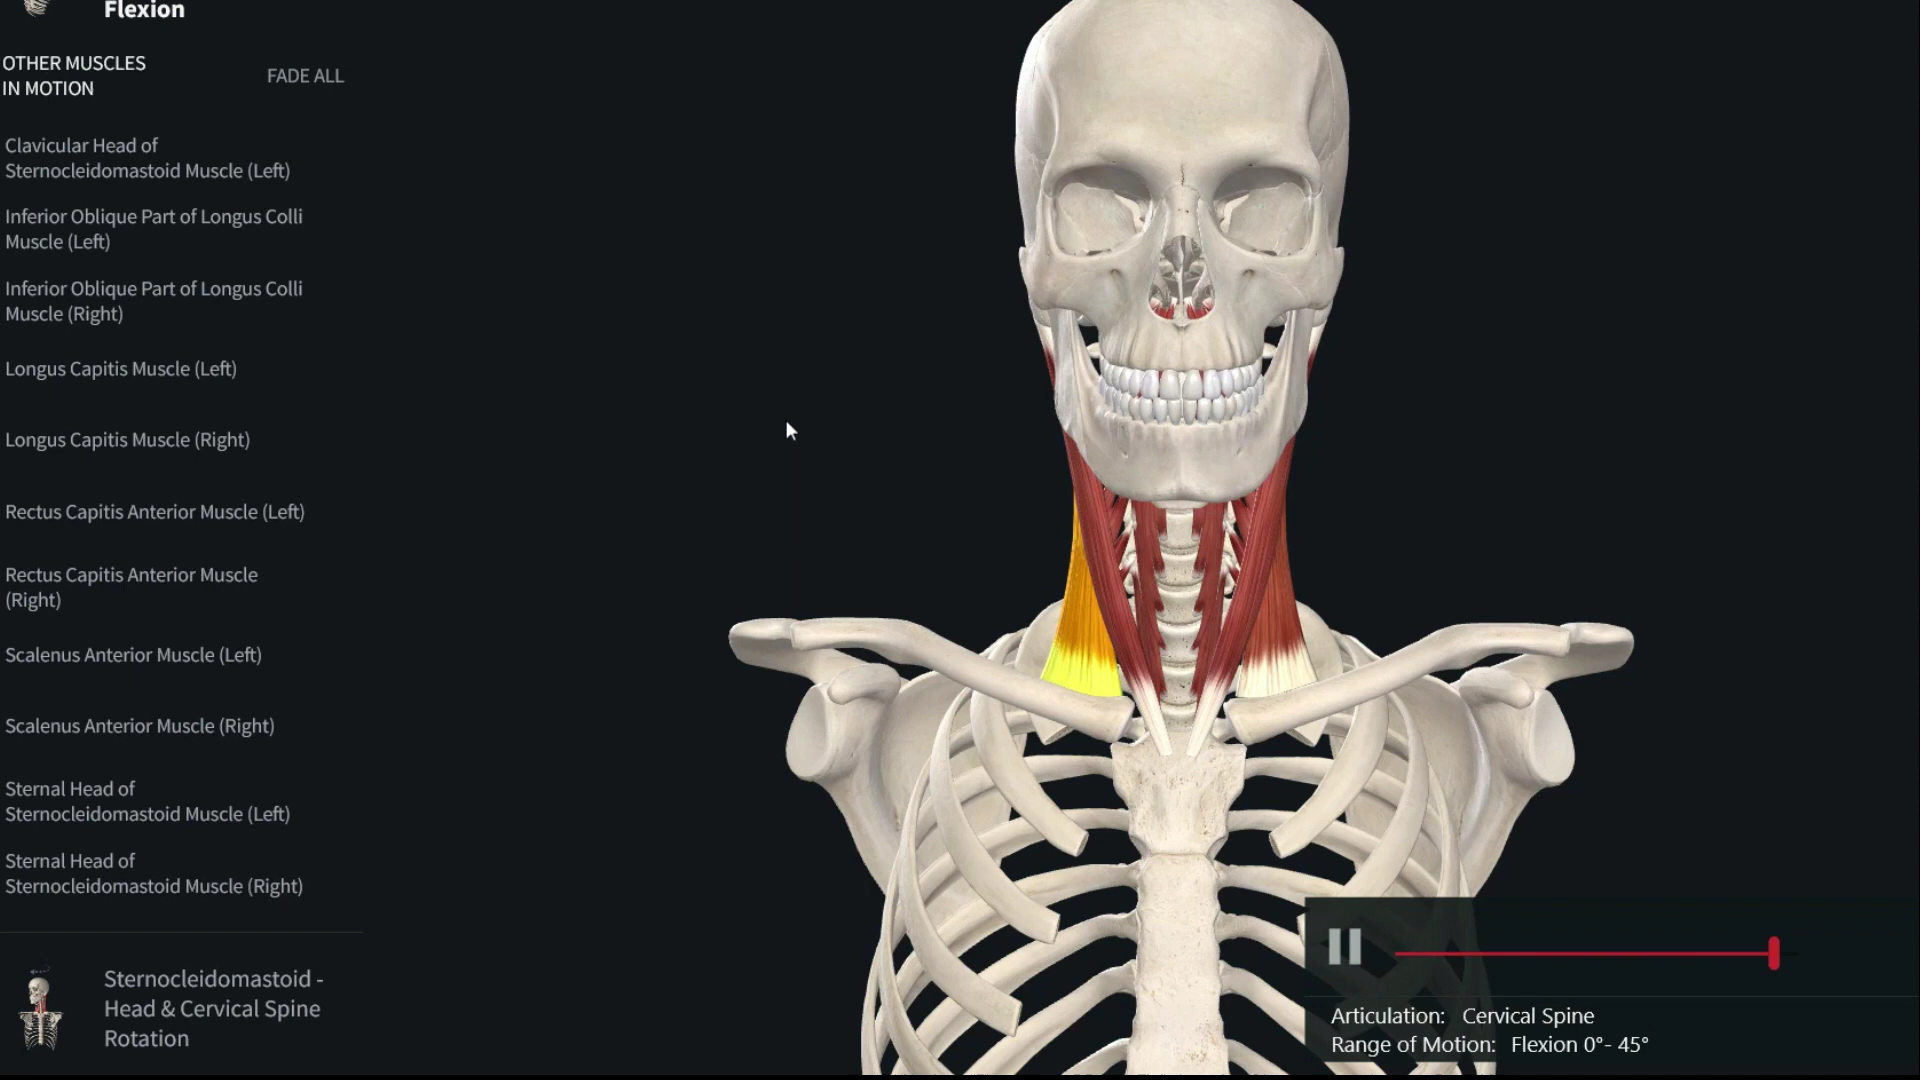 Flexion
OTHER MUSCLES
IN MOTION
FADE ALL
Clavicular Head of
Sternocleidomastoid Muscle (Left)
Inferior Oblique Part of Longus Colli
Muscle (Left)
Inferior Oblique Part of Longus Colli
Muscle (Right)
Longus Capitis Muscle (Left)
Longus Capitis Muscle (Right)
Rectus Capitis Anterior Muscle (Left)
Rectus Capitis Anterior Muscle
(Right)
Scalenus Anterior Muscle (Left)
Scalenus Anterior Muscle (Right)
Sternal Head of
Sternocleidomastoid Muscle (Left)
Sternal Head of
Sternocleidomastoid Muscle (Right)
Sternocleidomastoid -
Head & Cervical Spine
Rotation
Articulation: Cervical Spine
Range of Motion: Flexion 0°- 45°